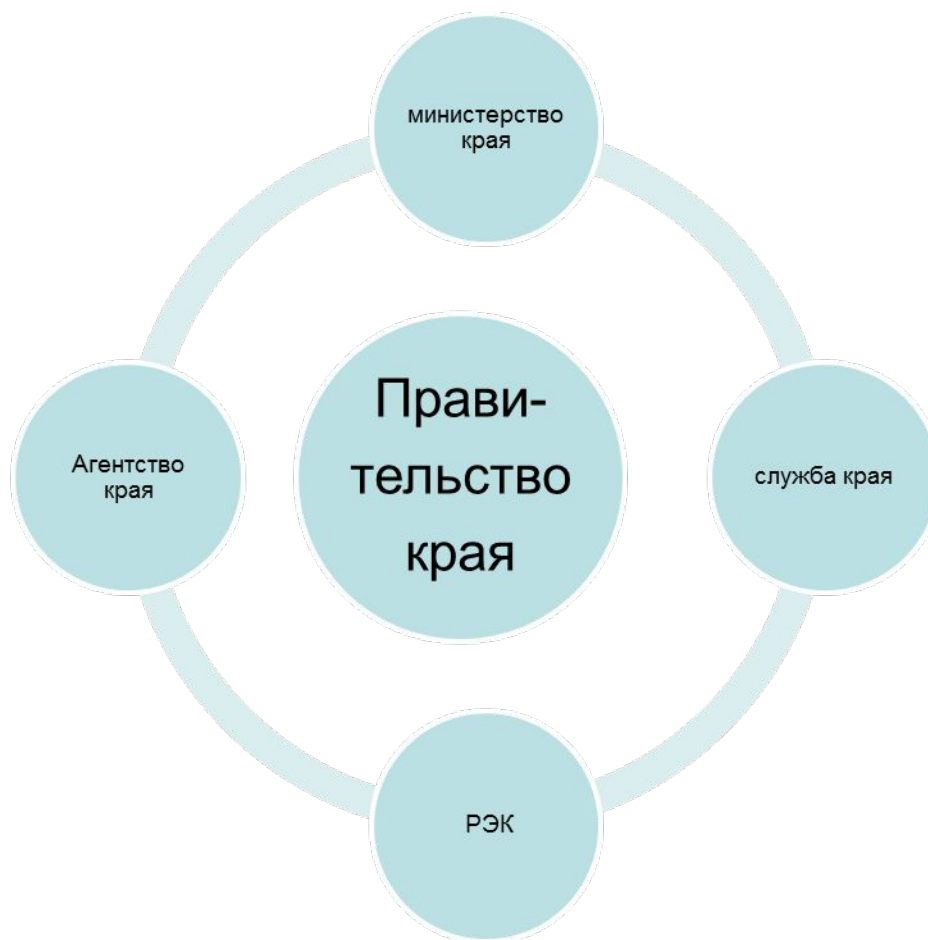 министерство
края
Прави-
тельство
края
Агентство
края
служба края
РЭК